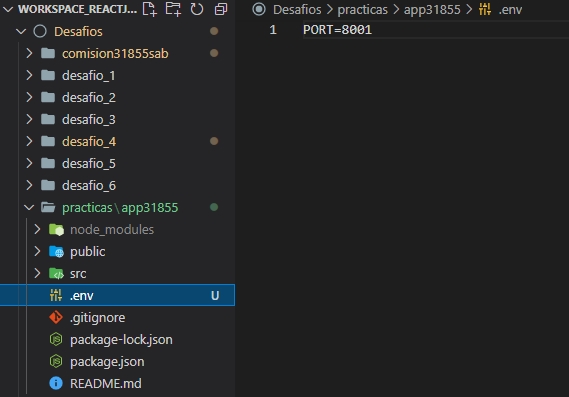 WORKSPACE_REACTJ...
Desafios
comision31855sab
desafio_1
desafio_2
desafio_3
desafio_4
desafio_5
desafio_6
practicas\app31855
node_modules
public
src
.env U
.gitignore
package-lock.json
package.json
README.md
Desafios > practicas > app31855 > .env
1 PORT=8001